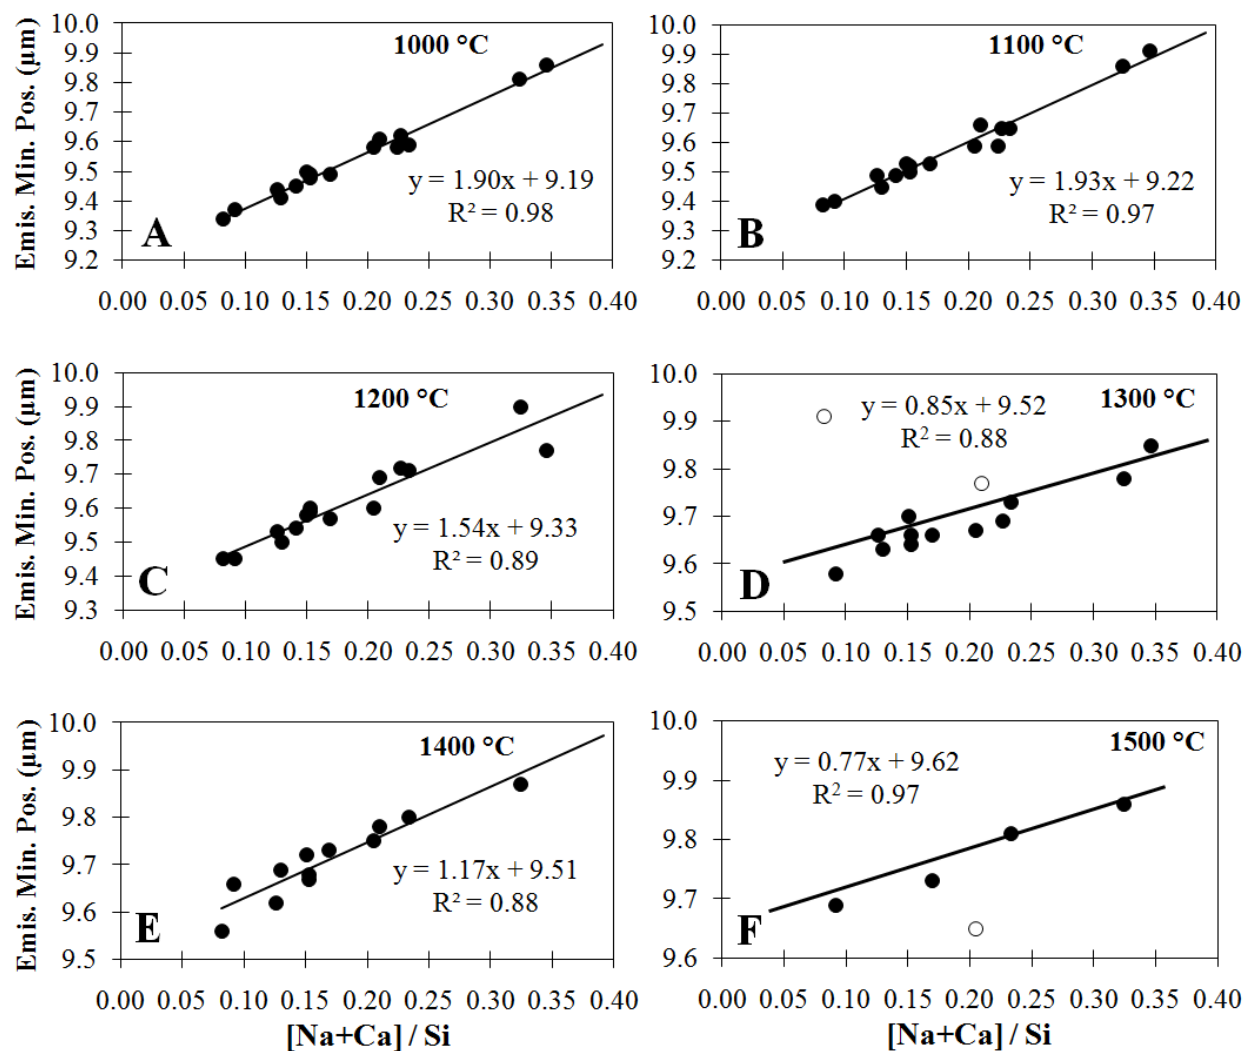 Emis. Min. Pos. (µm)
10.0
9.9
9.8
9.7
9.6
9.5
9.4
9.3
9.2
1000 °C
y = 1.90x + 9.19
R² = 0.98
A
0.00 0.05 0.10 0.15 0.20 0.25 0.30 0.35 0.40
10.0
9.9
9.8
9.7
9.6
9.5
9.4
9.3
9.2
1100 °C
y = 1.93x + 9.22
R² = 0.97
B
0.00 0.05 0.10 0.15 0.20 0.25 0.30 0.35 0.40
Emis. Min. Pos. (µm)
10.0
9.9
9.8
9.7
9.6
9.5
9.4
9.3
1200 °C
y = 1.54x + 9.33
R² = 0.89
C
0.00 0.05 0.10 0.15 0.20 0.25 0.30 0.35 0.40
10.0
9.9
9.8
9.7
9.6
9.5
y = 0.85x + 9.52
R² = 0.88
1300 °C
D
0.00 0.05 0.10 0.15 0.20 0.25 0.30 0.35 0.40
Emis. Min. Pos. (µm)
10.0
9.9
9.8
9.7
9.6
9.5
1400 °C
y = 1.17x + 9.51
R² = 0.88
E
0.00 0.05 0.10 0.15 0.20 0.25 0.30 0.35 0.40
[Na+Ca] / Si
10.0
9.9
9.8
9.7
9.6
1500 °C
y = 0.77x + 9.62
R² = 0.97
F
0.00 0.05 0.10 0.15 0.20 0.25 0.30 0.35 0.40
[Na+Ca] / Si